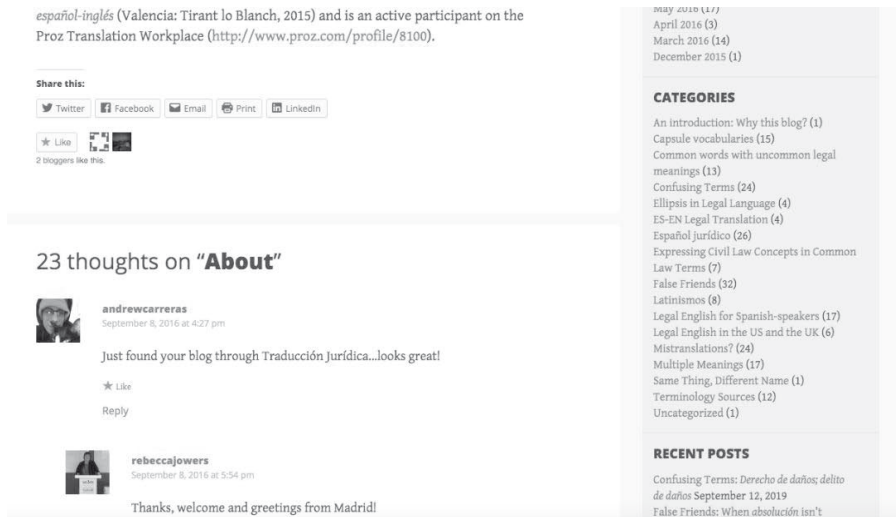 español-inglés (Valencia: Tirant lo Blanch, 2015) and is an active participant on the
Proz Translation Workplace (http://www.proz.com/profile/8100).
Share this:
Twitter Facebook Email Print LinkedIn
Like
2 bloggers like this.
23 thoughts on “About”
andrewcarreras
September 8, 2016 at 4:27 pm
Just found your blog through Traducción Jurídica...looks great!
Like
Reply
rebeccajowers
September 8, 2016 at 5:54 pm
Thanks, welcome and greetings from Madrid!
May 2016 (17)
April 2016 (3)
March 2016 (14)
December 2015 (1)
CATEGORIES
An introduction: Why this blog? (1)
Capsule vocabularies (15)
Common words with uncommon legal
meanings (13)
Confusing Terms (24)
Ellipsis in Legal Language (4)
ES-EN Legal Translation (4)
Español jurídico (26)
Expressing Civil Law Concepts in Common
Law Terms (7)
False Friends (32)
Latinismos (8)
Legal English for Spanish-speakers (17)
Legal English in the US and the UK (6)
Mistranslations? (24)
Multiple Meanings (17)
Same Thing, Different Name (1)
Terminology Sources (12)
Uncategorized (1)
RECENT POSTS
Confusing Terms: Derecho de daños; delito
de daños September 12, 2019
False Friends: When absolución isn't